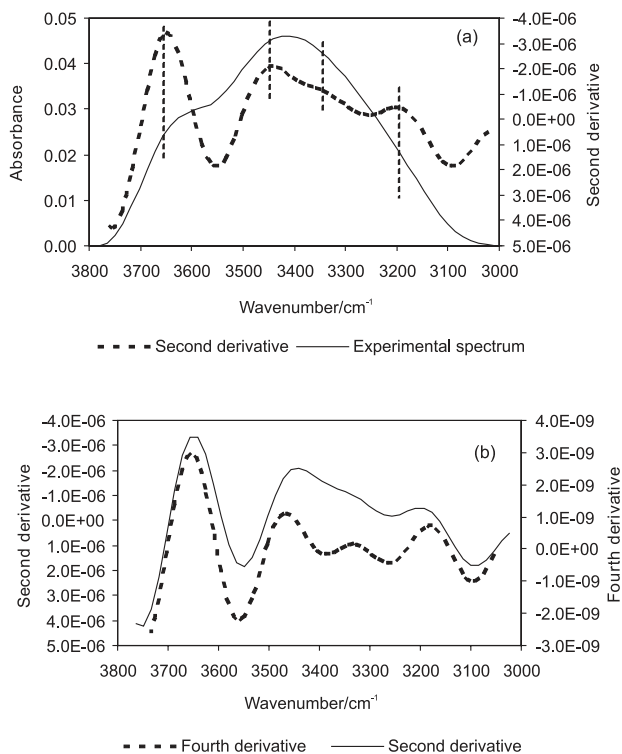 (a)
Absorbance
0.05
0.04
0.03
0.02
0.01
0.00
-4.0E-06
-3.0E-06
-2.0E-06
-1.0E-06
0.0E+00
1.0E-06
2.0E-06
3.0E-06
4.0E-06
5.0E-06
Second derivative
3800 3700 3600 3500 3400 3300 3200 3100 3000
Wavenumber/cm⁻¹
Second derivative Experimental spectrum
(b)
Second derivative
-4.0E-06
-3.0E-06
-2.0E-06
-1.0E-06
0.0E+00
1.0E-06
2.0E-06
3.0E-06
4.0E-06
5.0E-06
4.0E-09
3.0E-09
2.0E-09
1.0E-09
0.0E+00
-1.0E-09
-2.0E-09
-3.0E-09
Fourth derivative
3800 3700 3600 3500 3400 3300 3200 3100 3000
Wavenumber/cm⁻¹
Fourth derivative Second derivative